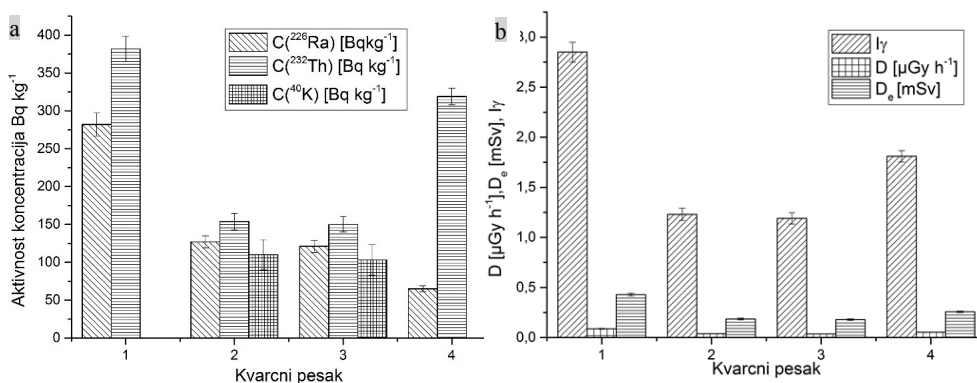 a
400
350
300
250
200
150
100
50
0
Aktivnost koncentracija Bq kg⁻¹
C(²²⁶Ra) [Bqkg⁻¹]
C(²³²Th) [Bq kg⁻¹]
C(⁴⁰K) [Bq kg⁻¹]
1 2 3 4
Kvarcni pesak
b
3,0
2,5
2,0
1,5
1,0
0,5
0,0
D [µGy h⁻¹],Dₑ [mSv], Iγ
Iγ
D [µGy h⁻¹]
Dₑ [mSv]
1 2 3 4
Kvarcni pesak